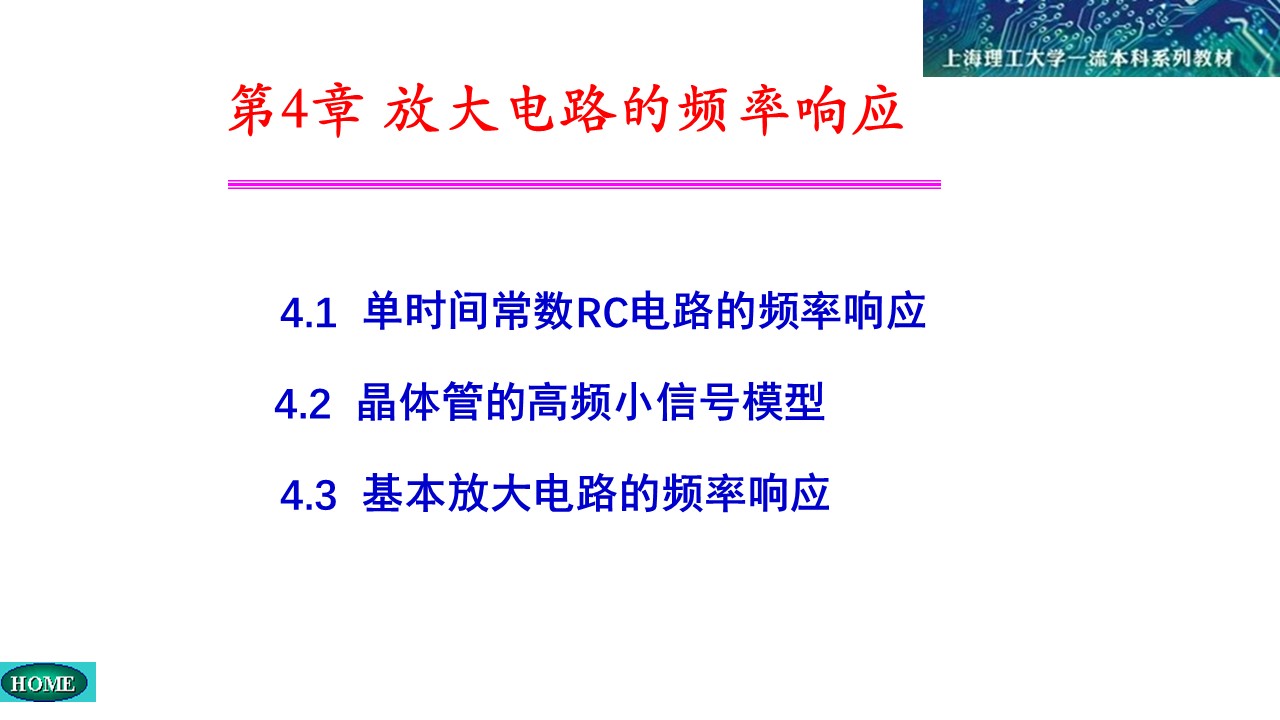 上海理工大学一流本科系列教材
第4章 放大电路的频率响应
4.1 单时间常数RC电路的频率响应
4.2 晶体管的高频小信号模型
4.3 基本放大电路的频率响应
HOME